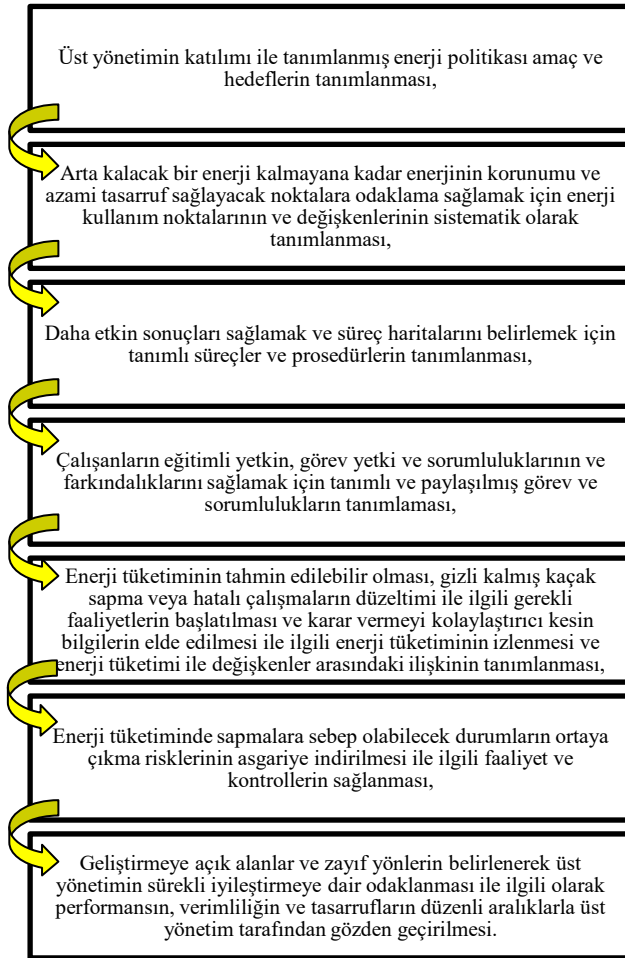 Üst yönetimin katılımı ile tanımlanmış enerji politikası amaç ve
hedeflerin tanımlanması,
Arta kalacak bir enerji kalmayana kadar enerjinin korunumu ve
azami tasarruf sağlayacak noktalara odaklama sağlamak için enerji
kullanım noktalarının ve değişkenlerinin sistematik olarak
tanımlanması,
Daha etkin sonuçları sağlamak ve süreç haritalarını belirlemek için
tanımlı süreçler ve prosedürlerin tanımlanması,
Çalışanların eğitimli yetkin, görev yetki ve sorumluluklarının ve
farkındalıklarını sağlamak için tanımlı ve paylaşılmış görev ve
sorumlulukların tanımlaması,
Enerji tüketiminin tahmin edilebilir olması, gizli kalmış kaçak
sapma veya hatalı çalışmaların düzeltimi ile ilgili gerekli
faaliyetlerin başlatılması ve karar vermeyi kolaylaştırıcı kesin
bilgilerin elde edilmesi ile ilgili enerji tüketiminin izlenmesi ve
enerji tüketimi ile değişkenler arasındaki ilişkinin tanımlanması,
Enerji tüketiminde sapmalara sebep olabilecek durumların ortaya
çıkma risklerinin asgariye indirilmesi ile ilgili faaliyet ve
kontrollerin sağlanması,
Geliştirmeye açık alanlar ve zayıf yönlerin belirlenerek üst
yönetimin sürekli iyileştirmeye dair odaklanması ile ilgili olarak
performansın, verimliliğin ve tasarrufların düzenli aralıklarla üst
yönetim tarafından gözden geçirilmesi.